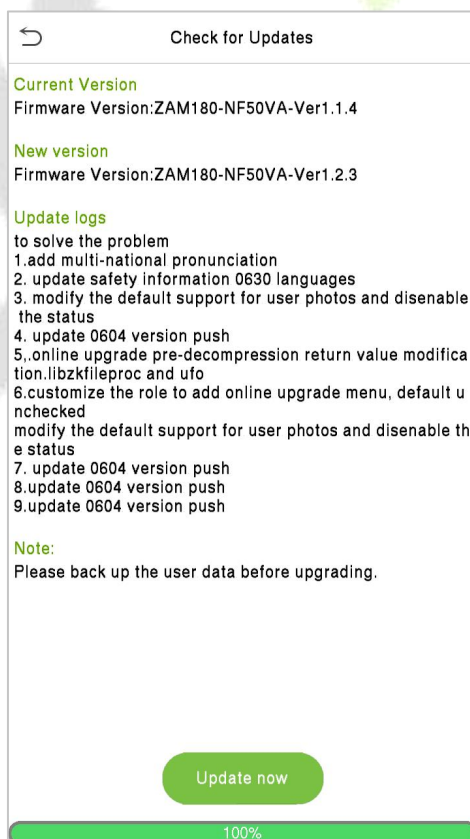 Check for Updates
Current Version
Firmware Version:ZAM180-NF50VA-Ver1.1.4
New version
Firmware Version:ZAM180-NF50VA-Ver1.2.3
Update logs
to solve the problem
1.add multi-national pronunciation
2. update safety information 0630 languages
3. modify the default support for user photos and disenable
the status
4. update 0604 version push
5,.online upgrade pre-decompression return value modifica
tion.libzkfileproc and ufo
6.customize the role to add online upgrade menu, default u
nchecked
modify the default support for user photos and disenable th
e status
7. update 0604 version push
8.update 0604 version push
9.update 0604 version push
Note:
Please back up the user data before upgrading.
Update now
100%